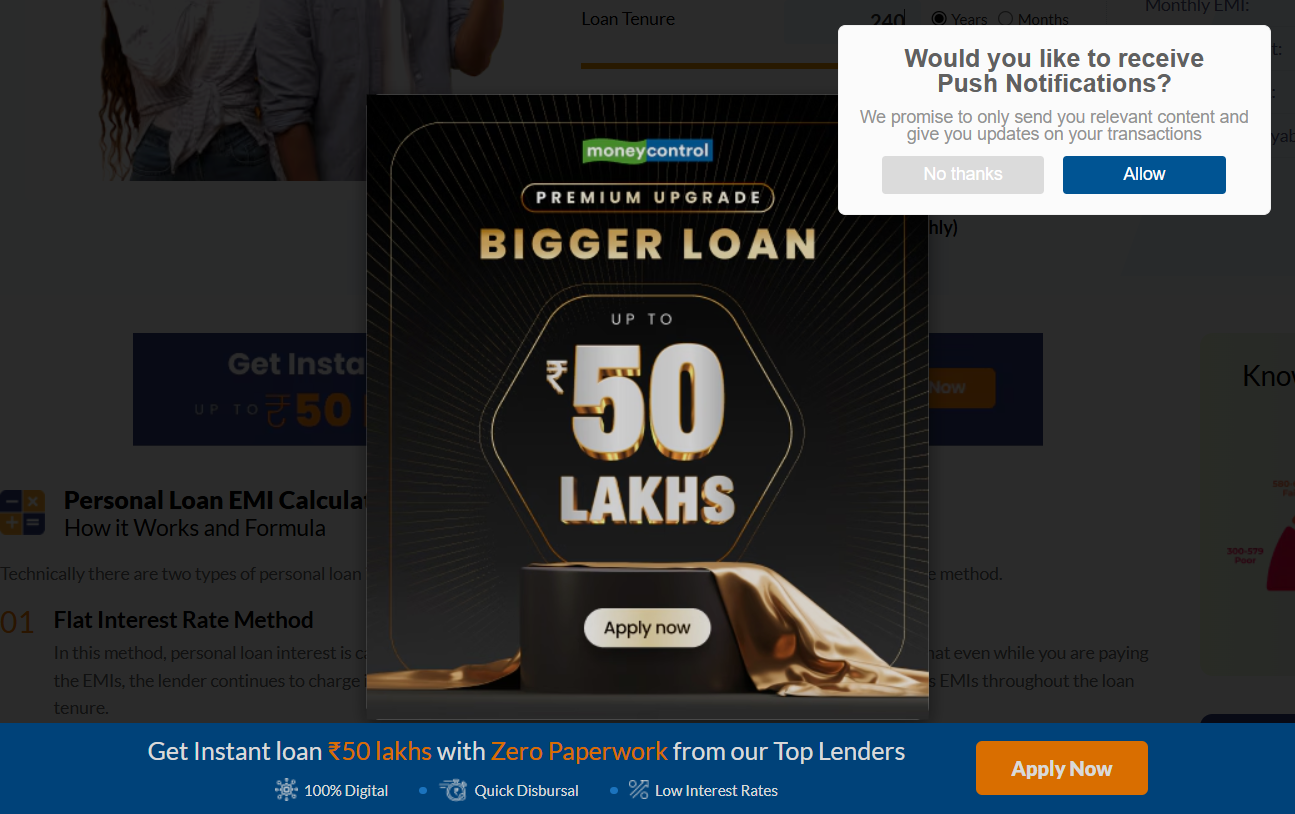 Loan Tenure
240
Years
Months
Monthly EMI:
Would you like to receive
Push Notifications?
We promise to only send you relevant content and
give you updates on your transactions
No thanks
Allow
moneycontrol
PREMIUM UPGRADE
BIGGER LOAN
UP TO
₹50
LAKHS
Apply now
hly)
Get Insta
UP TO ₹50
Now
Know
Personal Loan EMI Calculat
How it Works and Formula
Technically there are two types of personal loan
e method.
300-579
Poor
01 Flat Interest Rate Method
In this method, personal loan interest is ca
hat even while you are paying
the EMIs, the lender continues to charge
s EMIs throughout the loan
tenure.
Get Instant loan ₹50 lakhs with Zero Paperwork from our Top Lenders
100% Digital
Quick Disbursal
Low Interest Rates
Apply Now